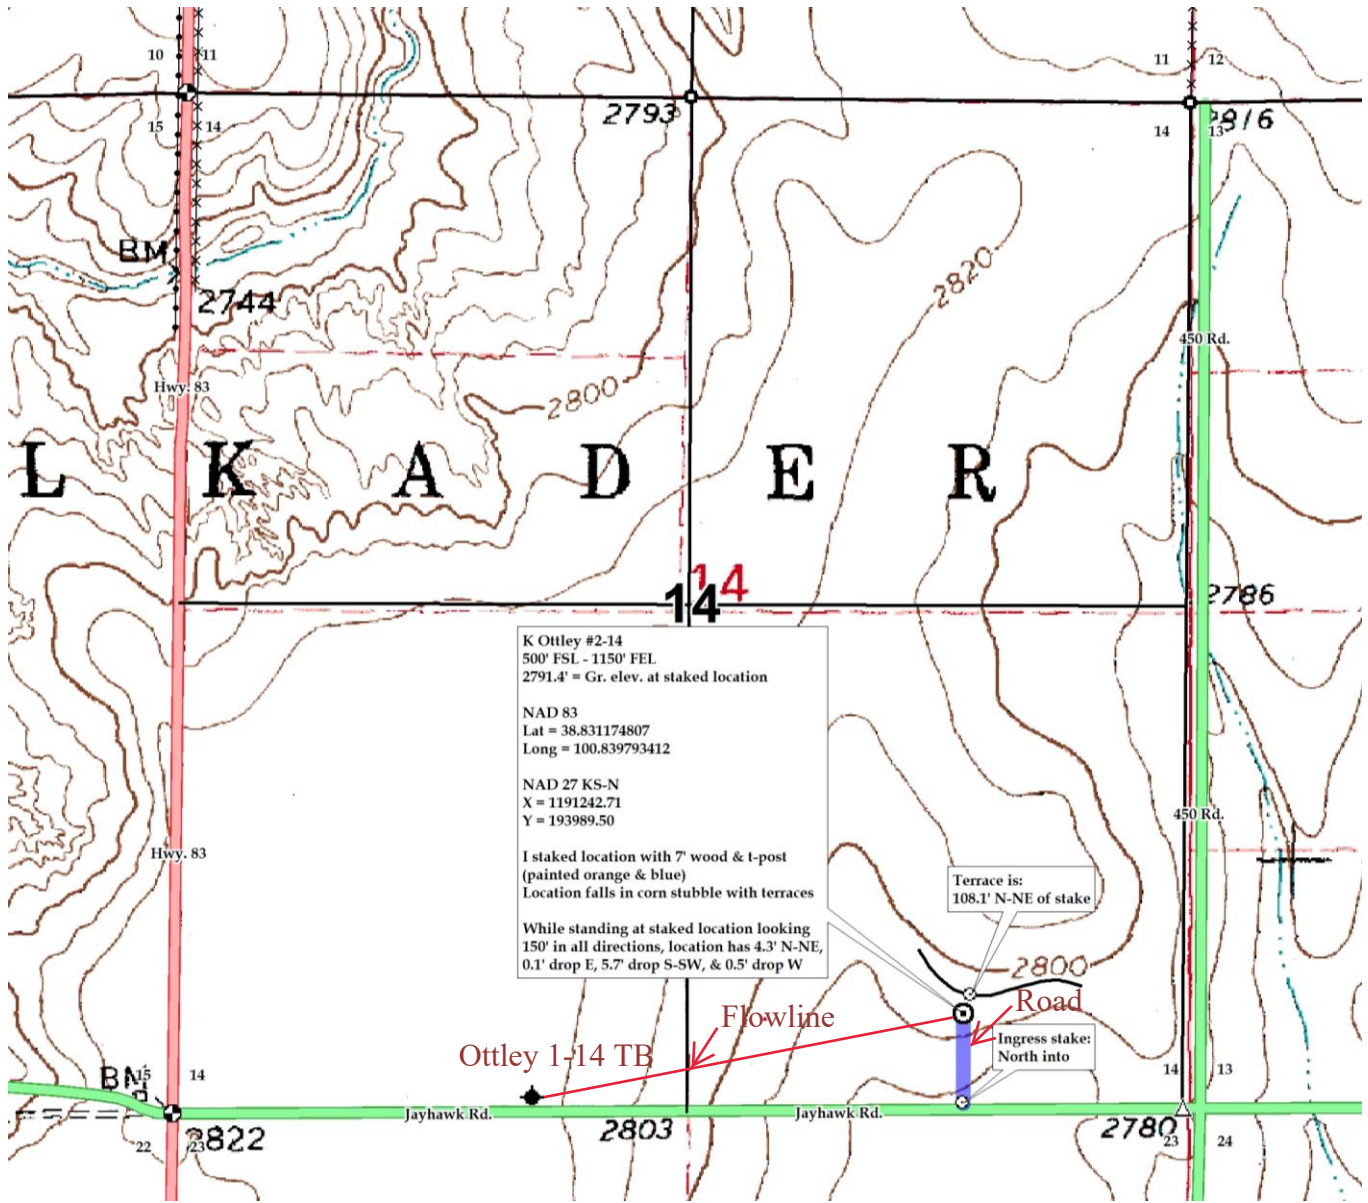 10 11
11 12
2793
2816
15 14
14 13
BM
2744
2820
450 Rd.
Hwy. 83
2800
L K A D E R
14
14
2786
K Ottley #2-14
500' FSL - 1150' FEL
2791.4' = Gr. elev. at staked location
NAD 83
Lat = 38.831174807
Long = 100.839793412
NAD 27 KS-N
X = 1191242.71
Y = 193989.50
I staked location with 7' wood & t-post
(painted orange & blue)
Location falls in corn stubble with terraces
While standing at staked location looking
150' in all directions, location has 4.3' N-NE,
0.1' drop E, 5.7' drop S-SW, & 0.5' drop W
450 Rd.
Hwy. 83
Terrace is:
108.1' N-NE of stake
2800
Road
Flowline
Ingress stake:
North into
Ottley 1-14 TB
BM
15 14
14 13
Jayhawk Rd.
Jayhawk Rd.
2822
2803
2780
22 23
23 24